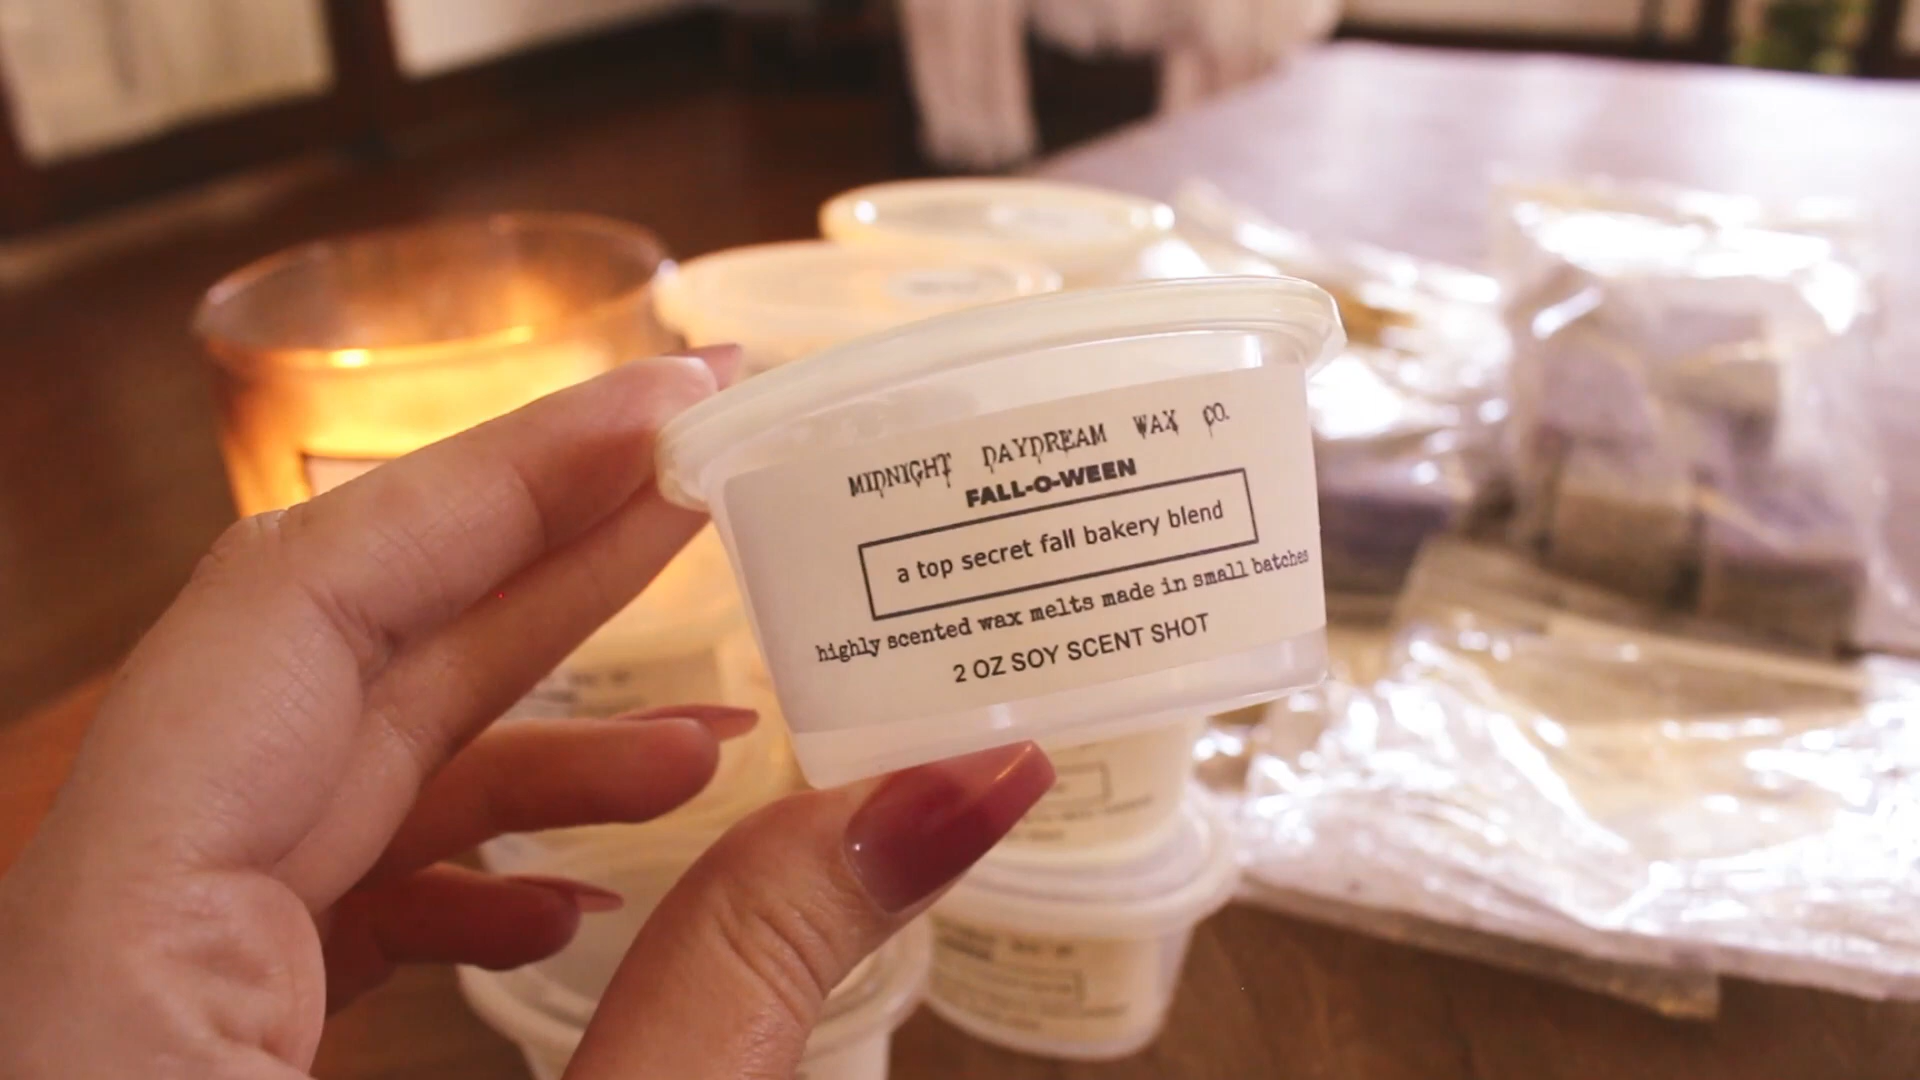 MIDNIGHT DAYDREAM WAX CO.
FALL-O-WEEN
a top secret fall bakery blend
highly scented wax melts made in small batches
2 OZ SOY SCENT SHOT